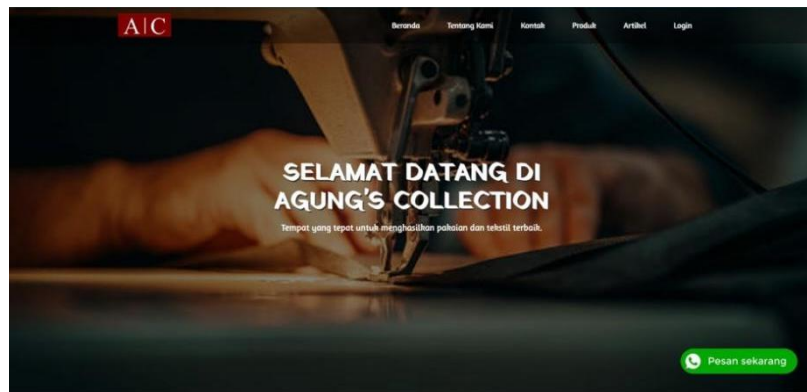 A|C
Beranda Tentang Kami Kontak Produk Artikel Login
SELAMAT DATANG DI
AGUNG'S COLLECTION
Tempat yang tepat untuk menghasilkan pakaian dan tekstil terbaik.
Pesan sekarang